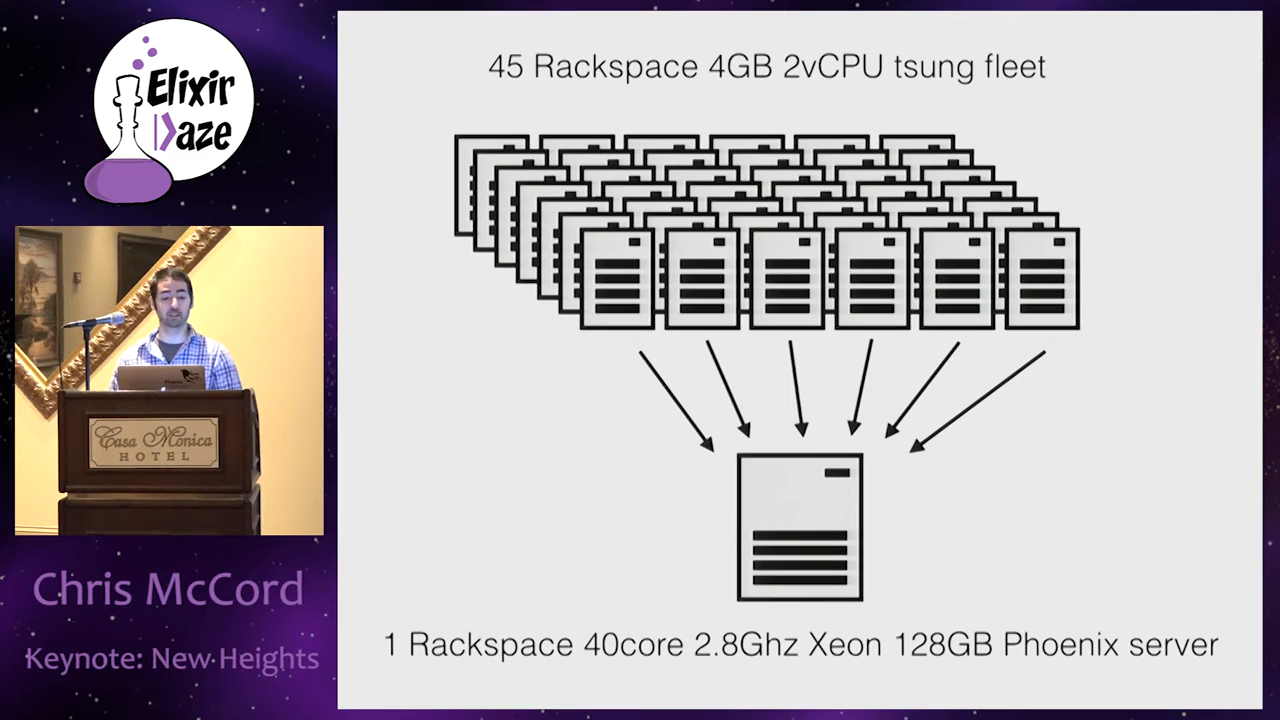 Elixir
Daze
45 Rackspace 4GB 2vCPU tsung fleet
Phoenix
Casa Monica
HOTEL
1 Rackspace 40core 2.8Ghz Xeon 128GB Phoenix server
Chris McCord
Keynote: New Heights